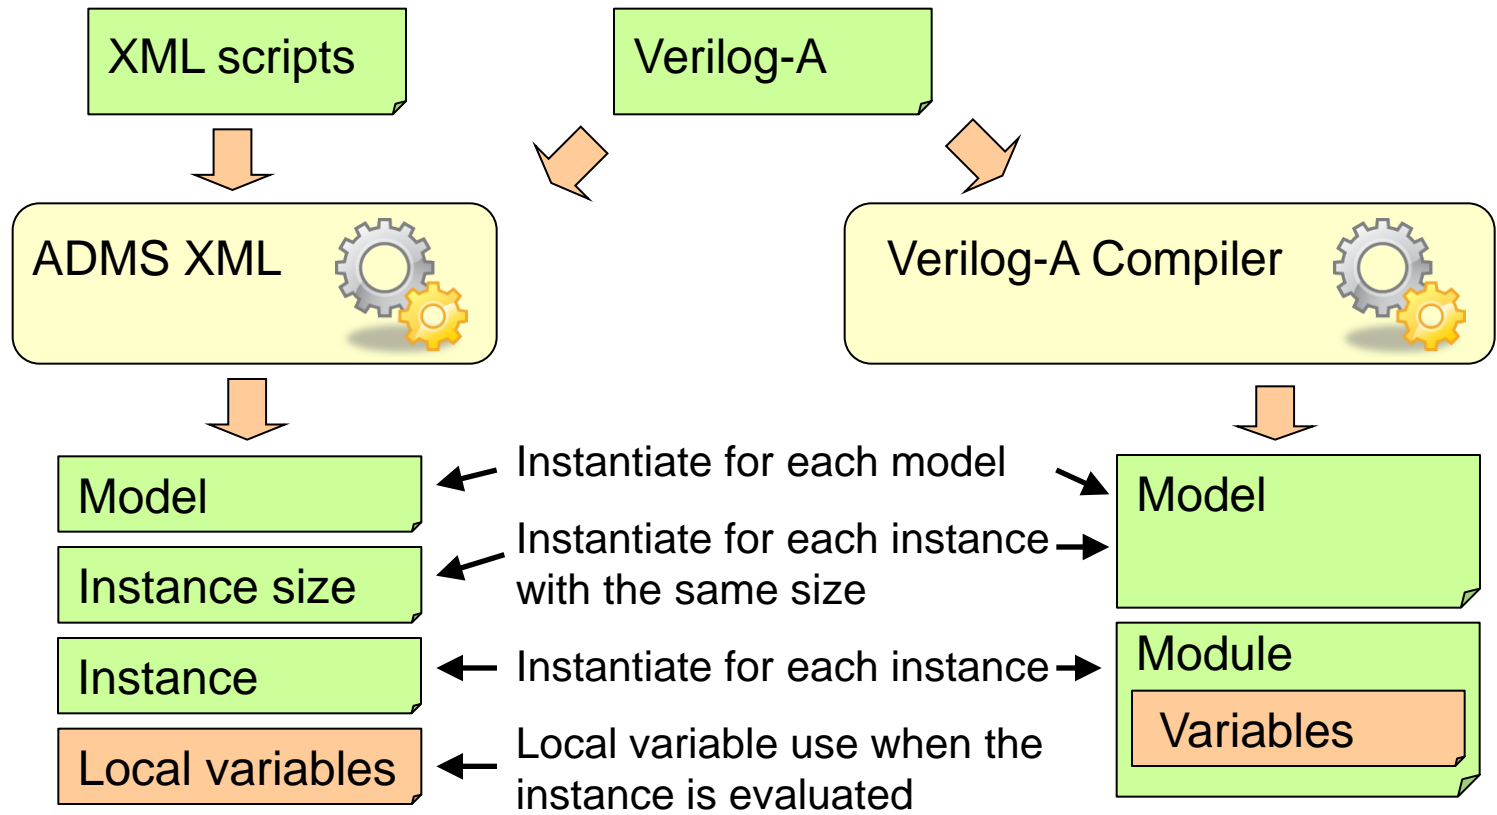 XML scripts
Verilog-A
ADMS XML
Verilog-A Compiler
Model
Instance size
Instance
Local variables
Instantiate for each model
Instantiate for each instance
with the same size
Instantiate for each instance
Local variable use when the
instance is evaluated
Model
Module
Variables